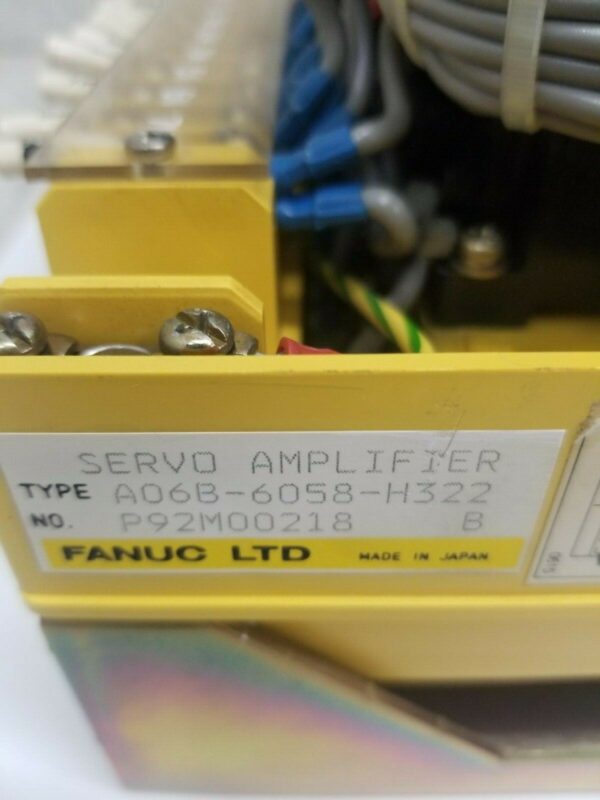 SERVO AMPLIFIER
TYPE A06B-6058-H322
NO. P92M00218 B
FANUC LTD MADE IN JAPAN